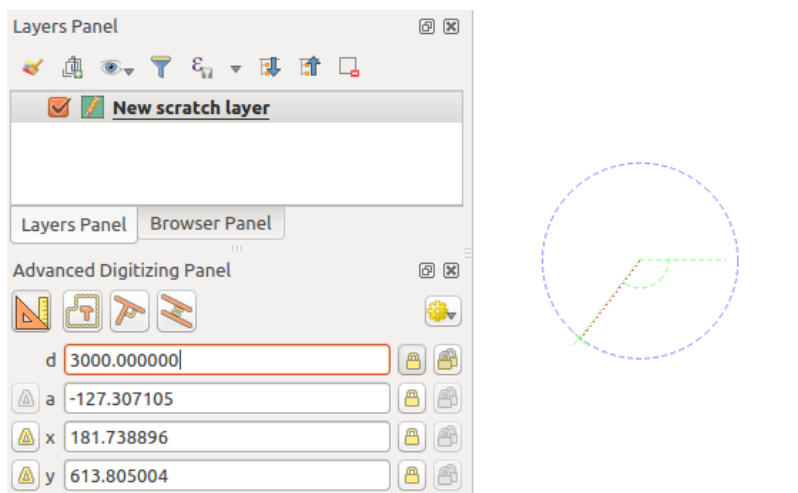 Layers Panel
New scratch layer
Layers Panel Browser Panel
Advanced Digitizing Panel
d 3000.000000
a -127.307105
x 181.738896
y 613.805004